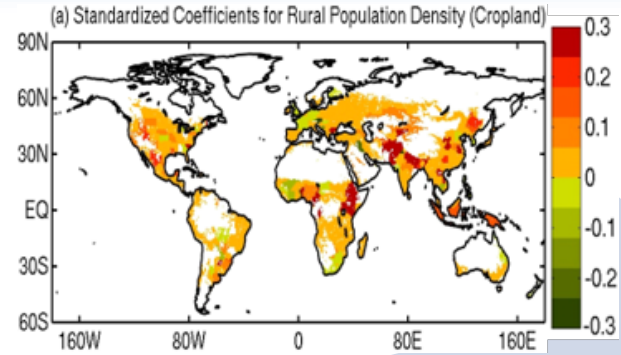 (a) Standardized Coefficients for Rural Population Density (Cropland)
90N
60N
30N
EQ
30S
60S
160W 80W 0 80E 160E
0.3
0.2
0.1
0
-0.1
-0.2
-0.3